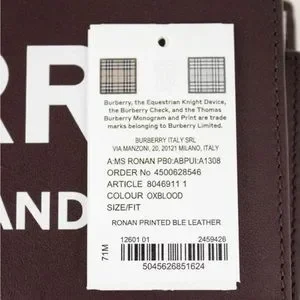 RR
AND
Burberry, the Equestrian Knight Device,
the Burberry Check, and the Thomas
Burberry Monogram and Print are trade
marks belonging to Burberry Limited.
BURBERRY ITALY SRL
VIA MANZONI, 20, 20121 MILANO, ITALY
A:MS RONAN PB0:ABPUI:A1308
ORDER No 4500628546
ARTICLE 8046911 1
COLOUR OXBLOOD
SIZE/FIT
RONAN PRINTED BLE LEATHER
71M
12601 01 2459426
5045626851624